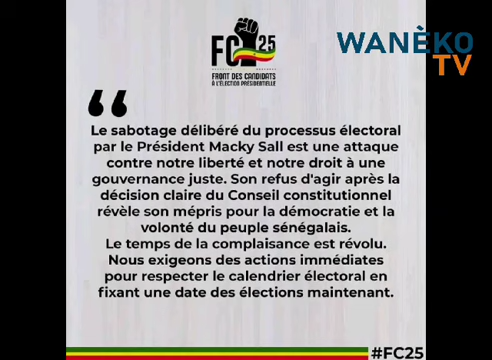 FC25
FRONT DES CANDIDATS
À L'ÉLECTION PRÉSIDENTIELLE
WANÈKO
TV
“
Le sabotage délibéré du processus électoral
par le Président Macky Sall est une attaque
contre notre liberté et notre droit à une
gouvernance juste. Son refus d'agir après la
décision claire du Conseil constitutionnel
révèle son mépris pour la démocratie et la
volonté du peuple sénégalais.
Le temps de la complaisance est révolu.
Nous exigeons des actions immédiates
pour respecter le calendrier électoral en
fixant une date des élections maintenant.
#FC25